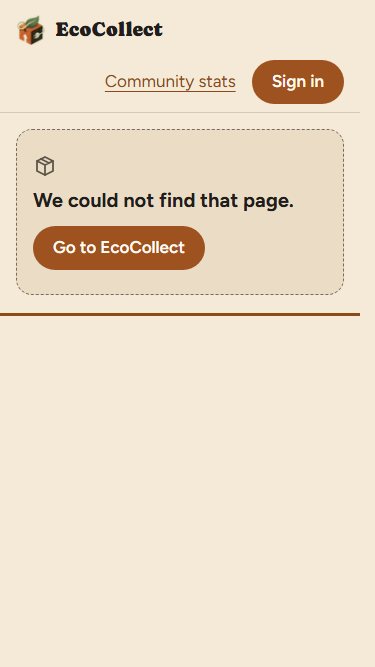 EcoCollect
Community stats
Sign in
We could not find that page.
Go to EcoCollect